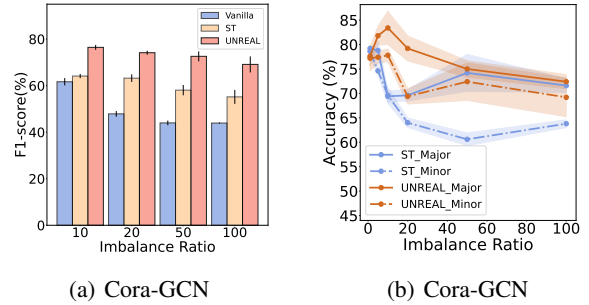 Vanilla
ST
UNREAL
F1-score(%)
80
60
40
20
0
10 20 50 100
Imbalance Ratio
(a) Cora-GCN
Accuracy (%)
85
80
75
70
65
60
55
50
45
ST_Major
ST_Minor
UNREAL_Major
UNREAL_Minor
0 20 40 60 80 100
Imbalance Ratio
(b) Cora-GCN